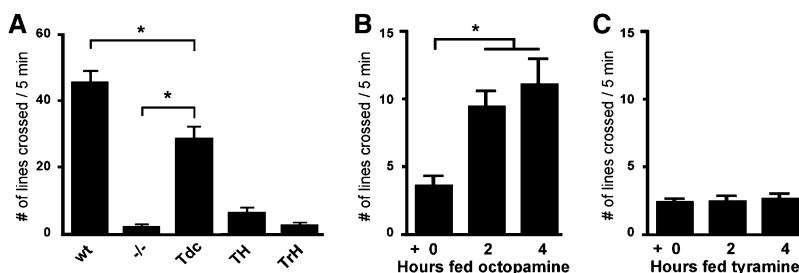 A
# of lines crossed / 5 min
60
40
20
0
*
*
wt
-/-
Tdc
TH
TrH
B
# of lines crossed / 5 min
15
10
5
0
*
+ 0 2 4
Hours fed octopamine
C
# of lines crossed / 5 min
15
10
5
0
+ 0 2 4
Hours fed tyramine